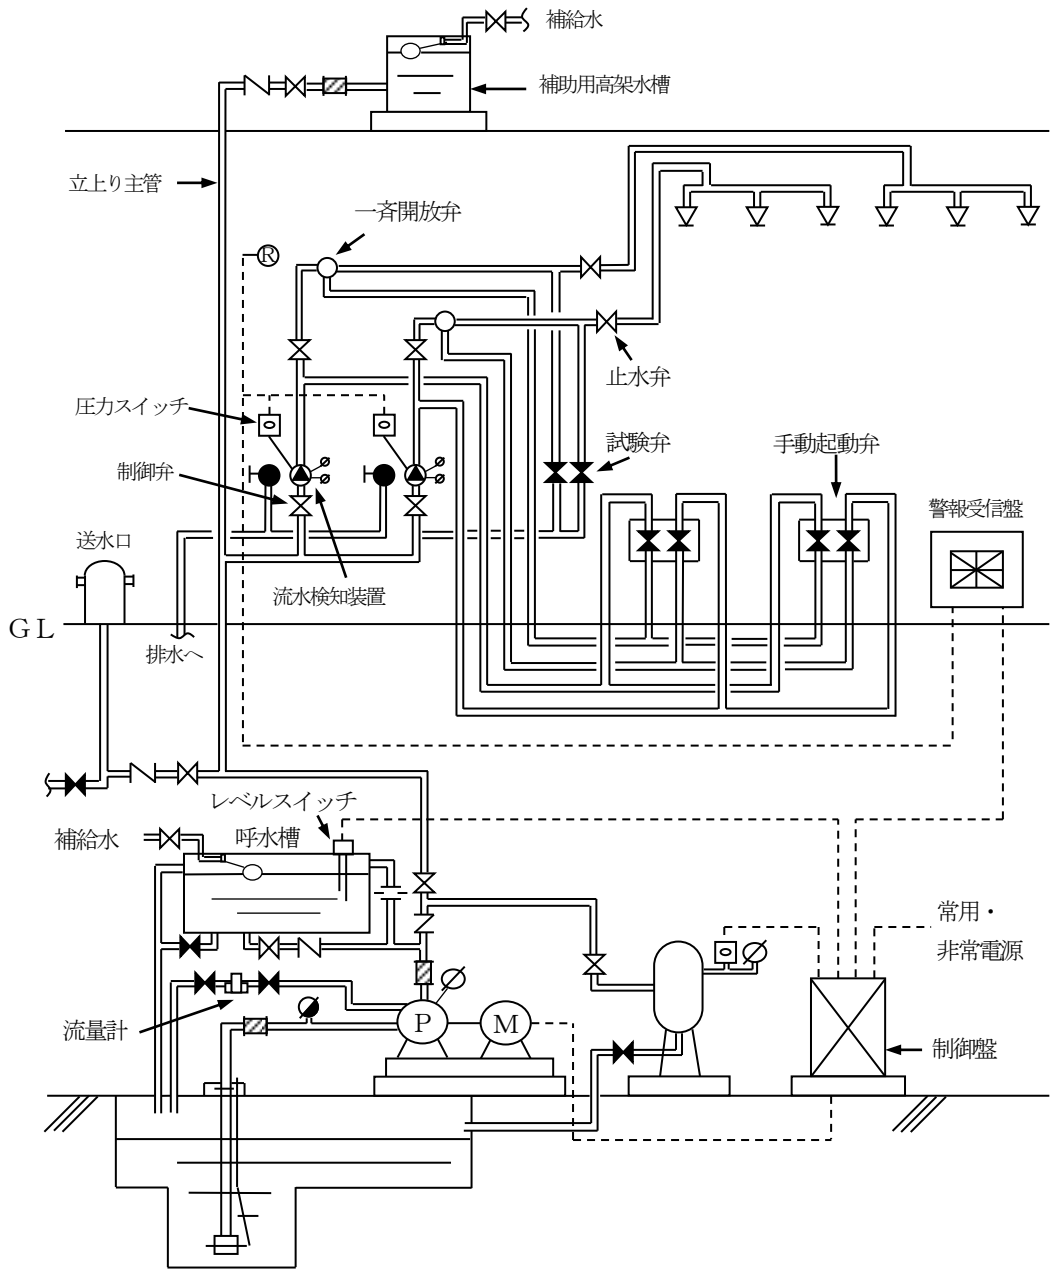 補給水
補助用高架水槽
立上り主管
一斉開放弁
R
止水弁
圧力スイッチ
試験弁
手動起動弁
制御弁
警報受信盤
送水口
流水検知装置
GL
排水へ
レベルスイッチ
補給水
呼水槽
常用・
非常電源
流量計
P
M
制御盤